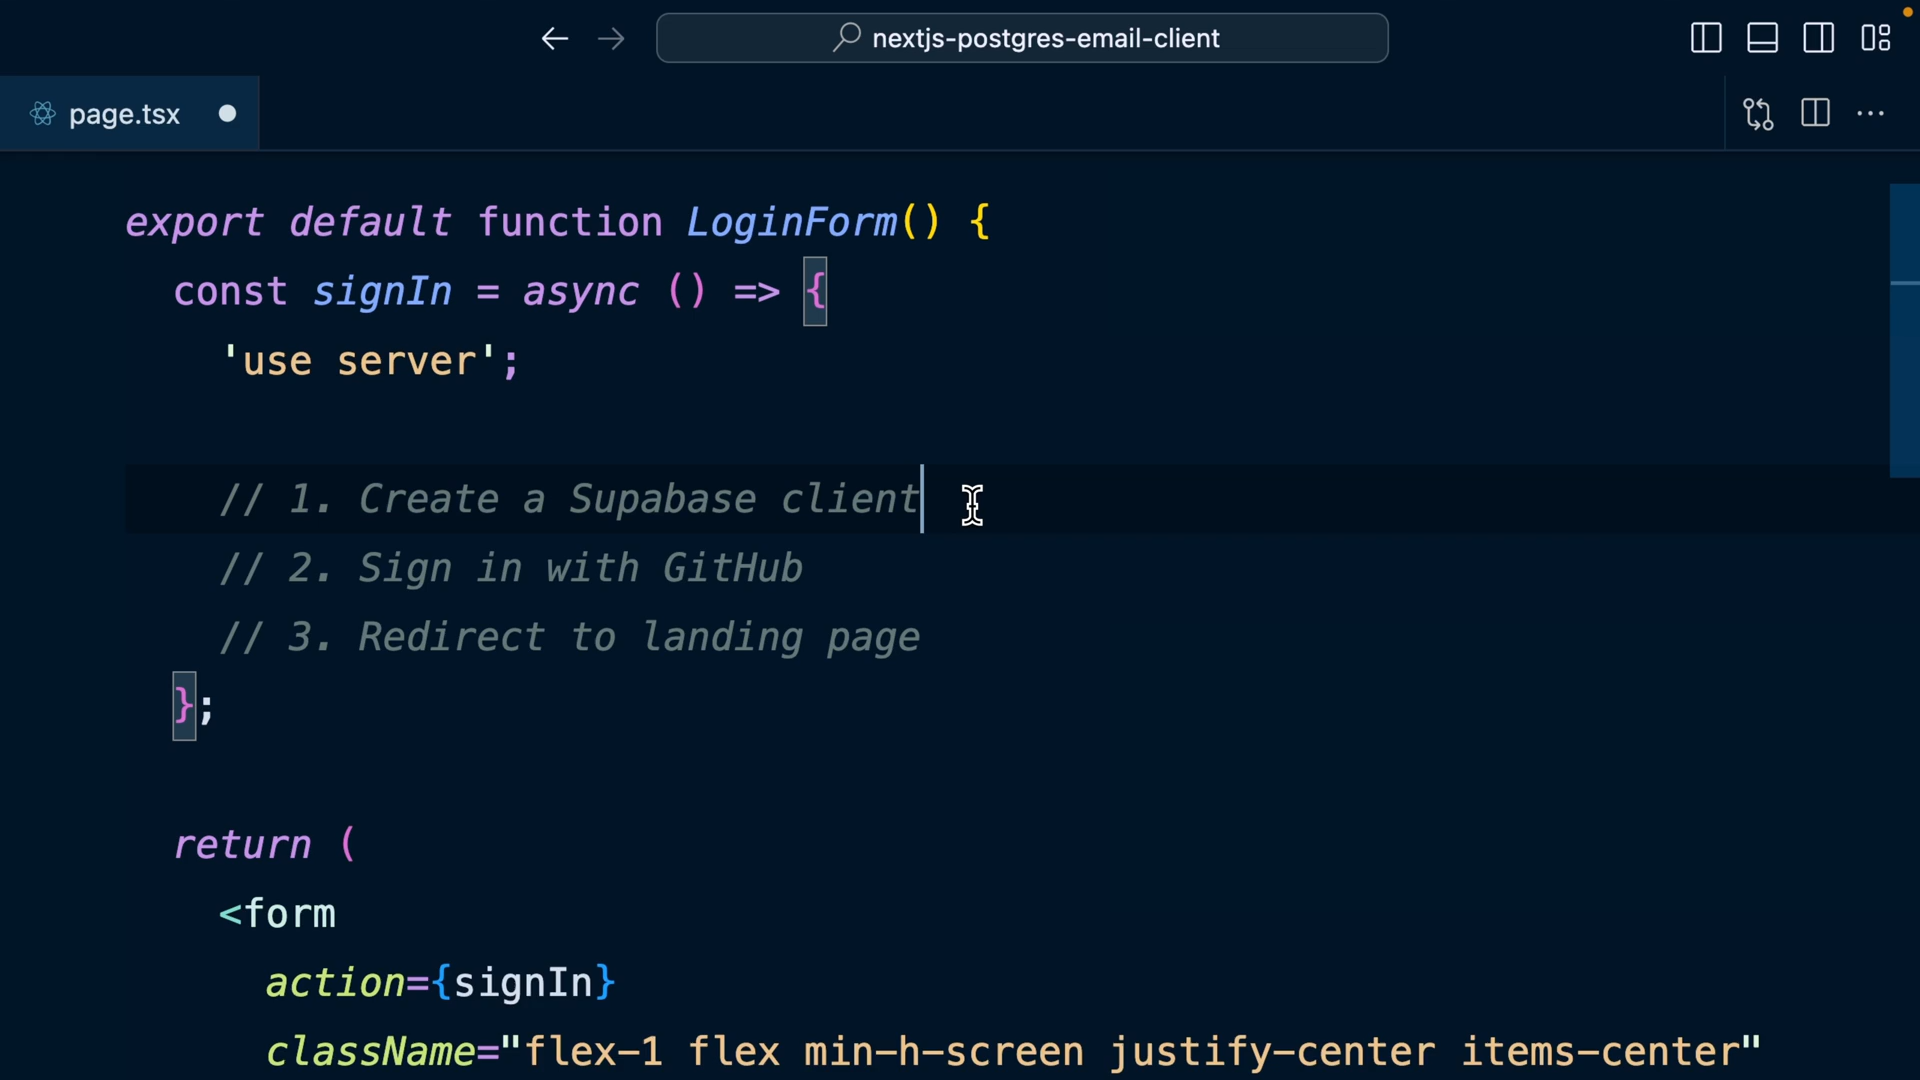 nextjs-postgres-email-client
page.tsx
export default function LoginForm() {
const signIn = async () => {
'use server';
// 1. Create a Supabase client
// 2. Sign in with GitHub
// 3. Redirect to landing page
};
return (
<form
action={signIn}
className="flex-1 flex min-h-screen justify-center items-center"